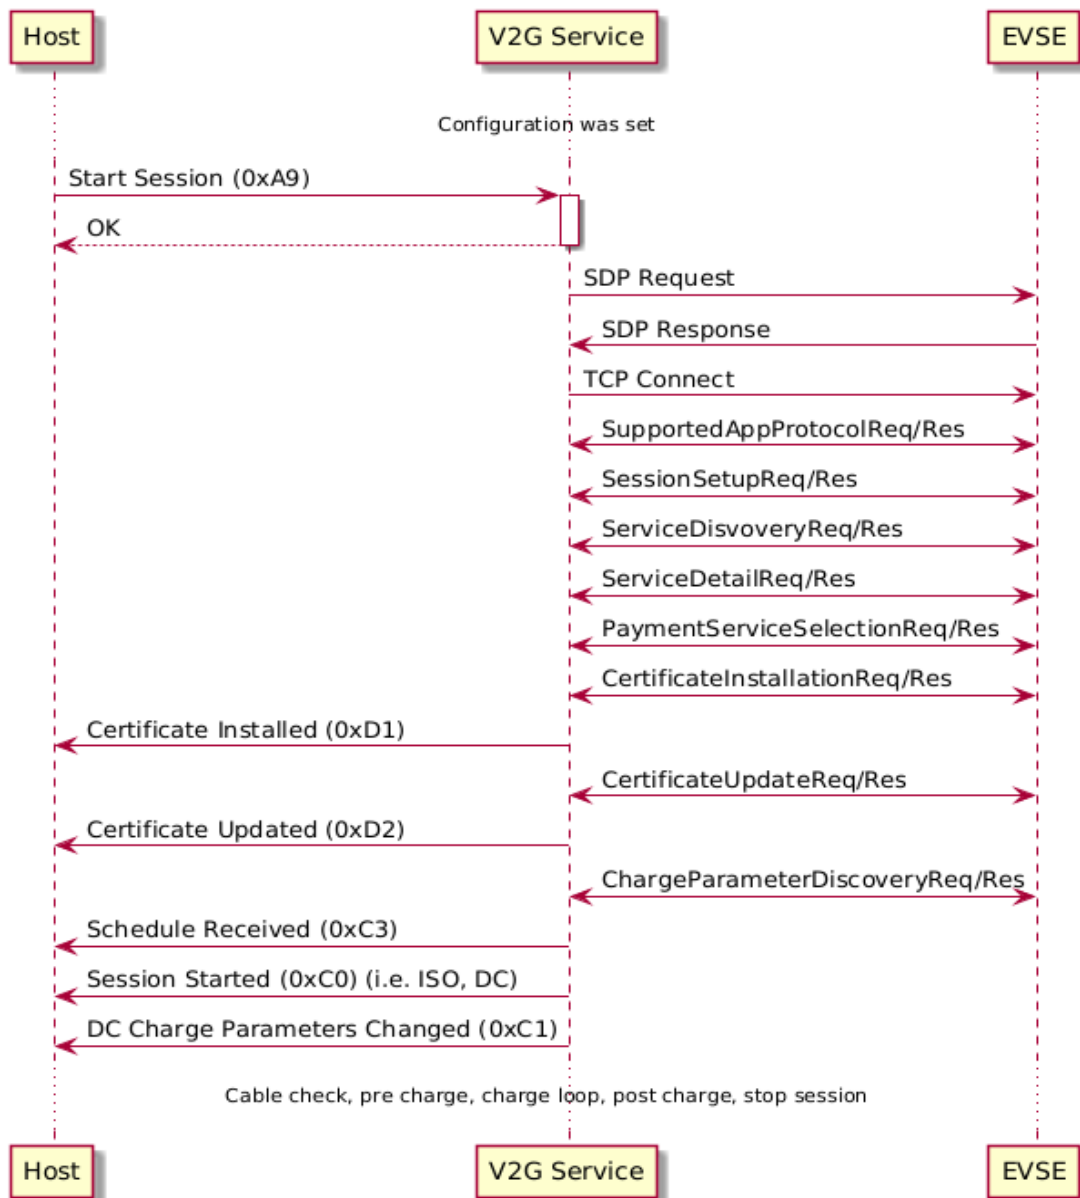 Host
V2G Service
EVSE
Configuration was set
Start Session (0xA9)
OK
SDP Request
SDP Response
TCP Connect
SupportedAppProtocolReq/Res
SessionSetupReq/Res
ServiceDisvoveryReq/Res
ServiceDetailReq/Res
PaymentServiceSelectionReq/Res
CertificateInstallationReq/Res
Certificate Installed (0xD1)
CertificateUpdateReq/Res
Certificate Updated (0xD2)
ChargeParameterDiscoveryReq/Res
Schedule Received (0xC3)
Session Started (0xC0) (i.e. ISO, DC)
DC Charge Parameters Changed (0xC1)
Cable check, pre charge, charge loop, post charge, stop session
Host
V2G Service
EVSE